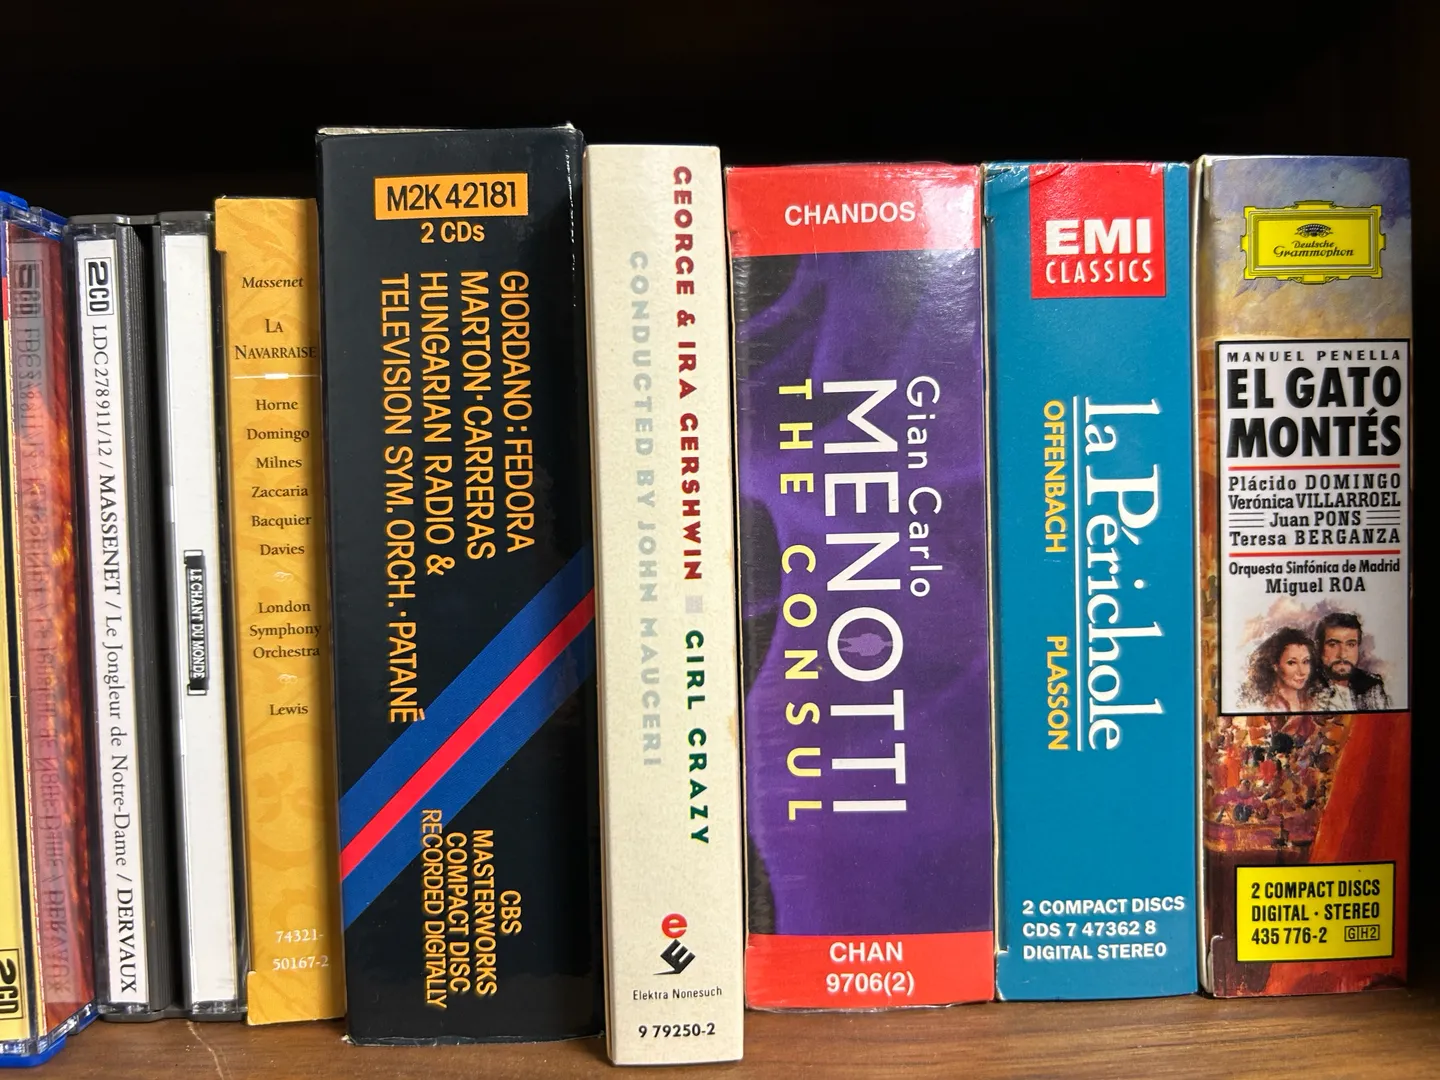 2CD
2CD
LDC 278911/12 / MASSENET / Le Jongleur de Notre-Dame / DERVAUX
LE CHANT DU MONDE
Massenet
LA
NAVARRAISE
Horne
Domingo
Milnes
Zaccaria
Bacquier
Davies
London
Symphony
Orchestra
Lewis
74321-
50167-2
M2K 42181
2 CDs
GIORDANO: FEDORA
MARTON·CARRERAS
HUNGARIAN RADIO &
TELEVISION SYM. ORCH.·PATANÈ
CBS
MASTERWORKS
COMPACT DISC
RECORDED DIGITALLY
GEORGE & IRA GERSHWIN GIRL CRAZY
CONDUCTED BY JOHN MAUCERI
Elektra Nonesuch
9 79250-2
CHANDOS
Gian Carlo
MENOTTI
THE CONSUL
CHAN
9706(2)
EMI
CLASSICS
la Périchole
OFFENBACH PLASSON
2 COMPACT DISCS
CDS 7 47362 8
DIGITAL STEREO
Deutsche
Grammophon
MANUEL PENELLA
EL GATO
MONTÉS
Plácido DOMINGO
Verónica VILLARROEL
Juan PONS
Teresa BERGANZA
Orquesta Sinfónica de Madrid
Miguel ROA
2 COMPACT DISCS
DIGITAL · STEREO
435 776-2 GH2